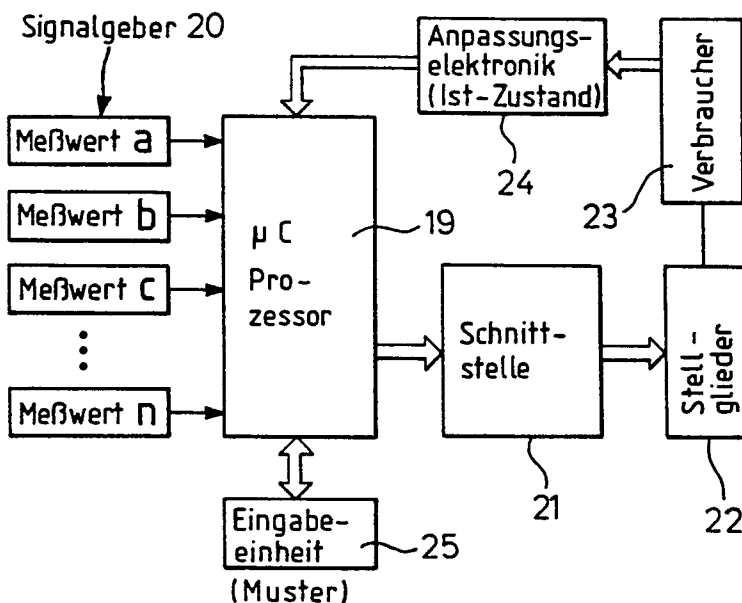 Signalgeber 20
Meßwert a
Meßwert b
Meßwert c
Meßwert n
µC
Pro-
zessor
19
Eingabe-
einheit
25
(Muster)
Anpassungs-
elektronik
(Ist-Zustand)
24
Verbraucher
23
Schnitt-
stelle
21
Stell-
glieder
22